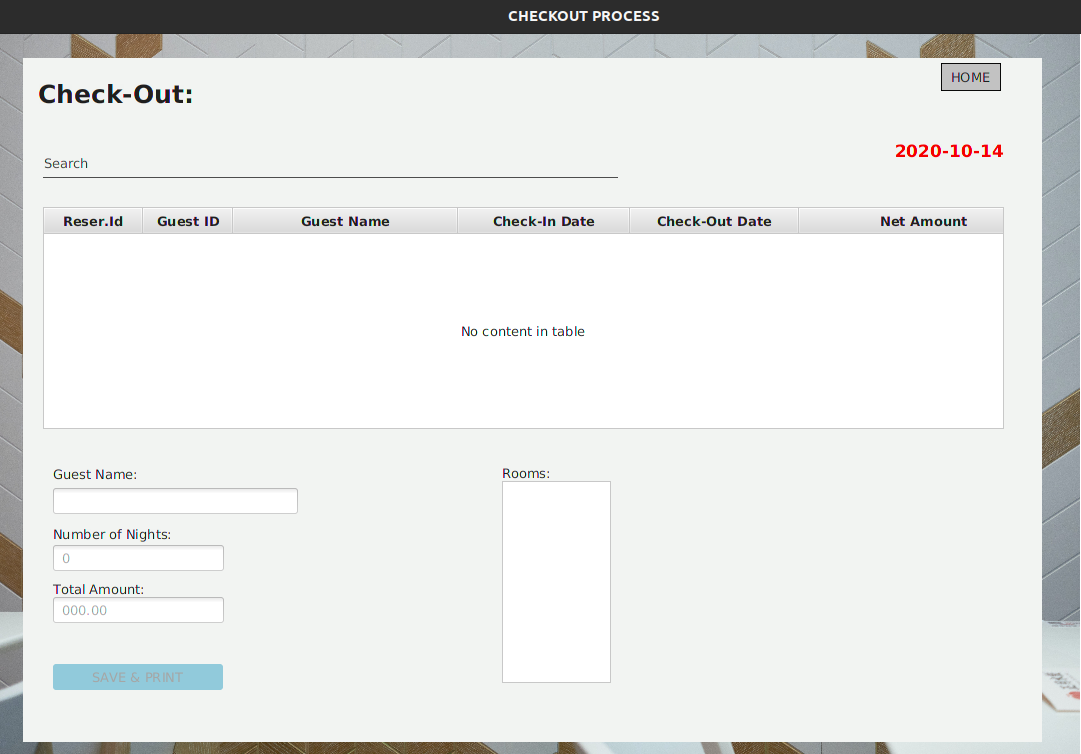 CHECKOUT PROCESS
HOME
Check-Out:
2020-10-14
Search
Reser.Id Guest ID Guest Name Check-In Date Check-Out Date Net Amount
No content in table
Guest Name:
Rooms:
Number of Nights:
0
Total Amount:
000.00
SAVE & PRINT